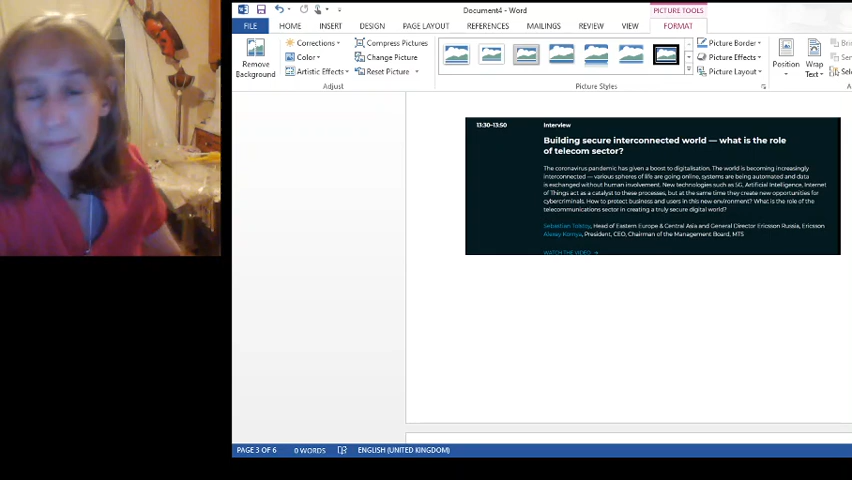 Document4 - Word
PICTURE TOOLS
FILE HOME INSERT DESIGN PAGE LAYOUT REFERENCES MAILINGS REVIEW VIEW FORMAT
Remove Background
Corrections
Color
Artistic Effects
Compress Pictures
Change Picture
Reset Picture
Picture Border
Picture Effects
Picture Layout
Position
Wrap Text
Adjust
Picture Styles
13:30–13:50 Interview
Building secure interconnected world — what is the role
of telecom sector?
The coronavirus pandemic has given a boost to digitalisation. The world is becoming increasingly
interconnected — various spheres of life are going online, systems are being automated and data
is exchanged without human involvement. New technologies such as 5G, Artificial Intelligence, Internet
of Things act as a catalyst to these processes, but at the same time they create new opportunities for
cybercriminals. How to protect business and users in this new environment? What is the role of the
telecommunications sector in creating a truly secure digital world?
Sebastian Tolstoy, Head of Eastern Europe & Central Asia and General Director Ericsson Russia, Ericsson
Alexey Kornya, President, CEO, Chairman of the Management Board, MTS
WATCH THE VIDEO
PAGE 3 OF 6 0 WORDS ENGLISH (UNITED KINGDOM)